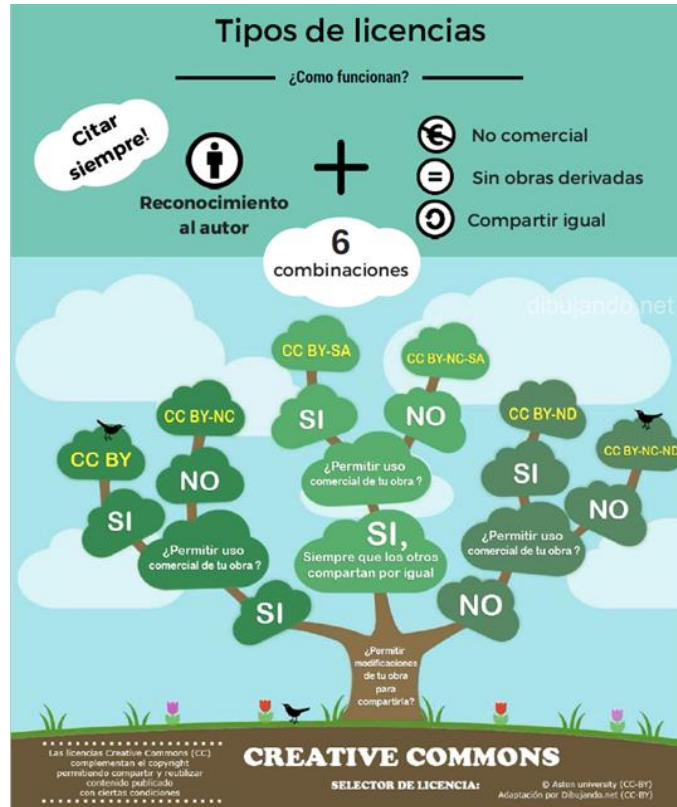 Tipos de licencias
¿Como funcionan?
Citar
siempre!
Reconocimiento
al autor
+
No comercial
Sin obras derivadas
Compartir igual
6
combinaciones
dibujando.net
CC BY-SA
CC BY-NC-SA
CC BY-NC
CC BY-ND
CC BY
CC BY-NC-ND
SI
NO
NO
SI
¿Permitir uso
comercial de tu obra ?
SI
NO
¿Permitir uso
comercial de tu obra ?
SI,
Siempre que los otros
compartan por igual
¿Permitir uso
comercial de tu obra ?
SI
NO
¿Permitir
modificaciones
de tu obra
para
compartirla?
Las licencias Creative Commons (CC)
complementan el copyright
permitiendo compartir y reutilizar
contenido publicado
con ciertas condiciones
CREATIVE COMMONS
SELECTOR DE LICENCIA:
© Aston university (CC-BY)
Adaptación por Dibujando.net (CC-BY)